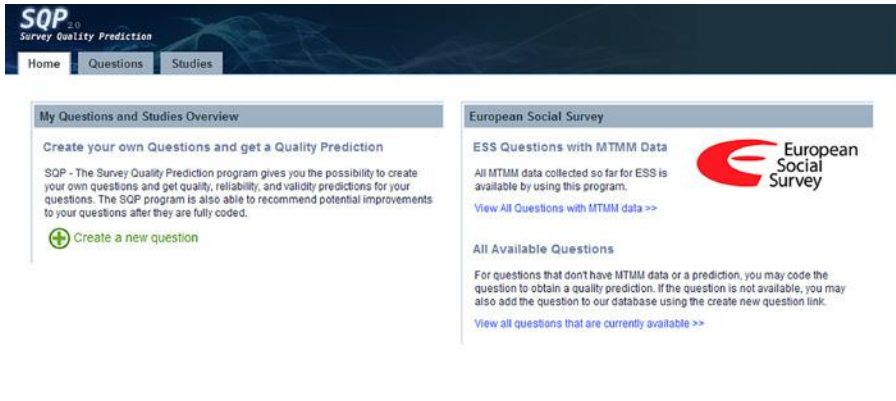 SQP 2.0
Survey Quality Prediction
Home Questions Studies
My Questions and Studies Overview
Create your own Questions and get a Quality Prediction
SQP - The Survey Quality Prediction program gives you the possibility to create
your own questions and get quality, reliability, and validity predictions for your
questions. The SQP program is also able to recommend potential improvements
to your questions after they are fully coded.
Create a new question
European Social Survey
ESS Questions with MTMM Data
All MTMM data collected so far for ESS is
available by using this program.
View All Questions with MTMM data >>
European
Social
Survey
All Available Questions
For questions that don't have MTMM data or a prediction, you may code the
question to obtain a quality prediction. If the question is not available, you may
also add the question to our database using the create new question link.
View all questions that are currently available >>